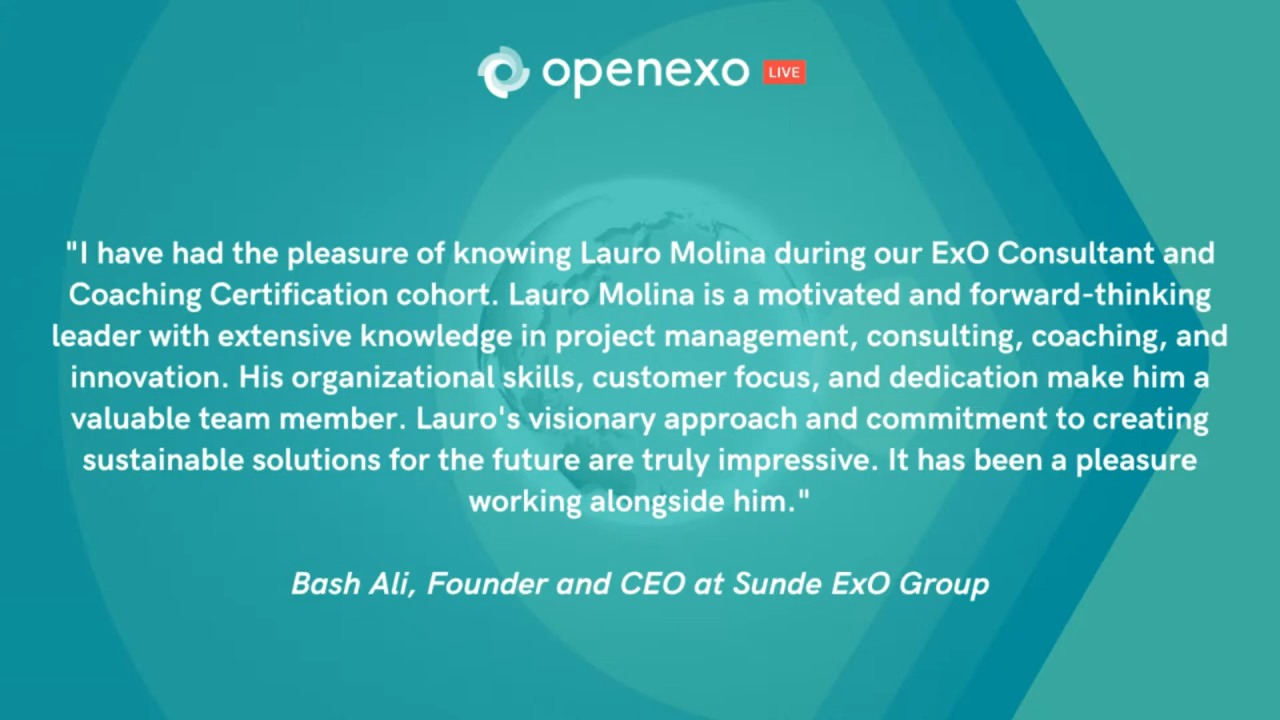 openexo LIVE
"I have had the pleasure of knowing Lauro Molina during our ExO Consultant and
Coaching Certification cohort. Lauro Molina is a motivated and forward-thinking
leader with extensive knowledge in project management, consulting, coaching, and
innovation. His organizational skills, customer focus, and dedication make him a
valuable team member. Lauro's visionary approach and commitment to creating
sustainable solutions for the future are truly impressive. It has been a pleasure
working alongside him."
Bash Ali, Founder and CEO at Sunde ExO Group